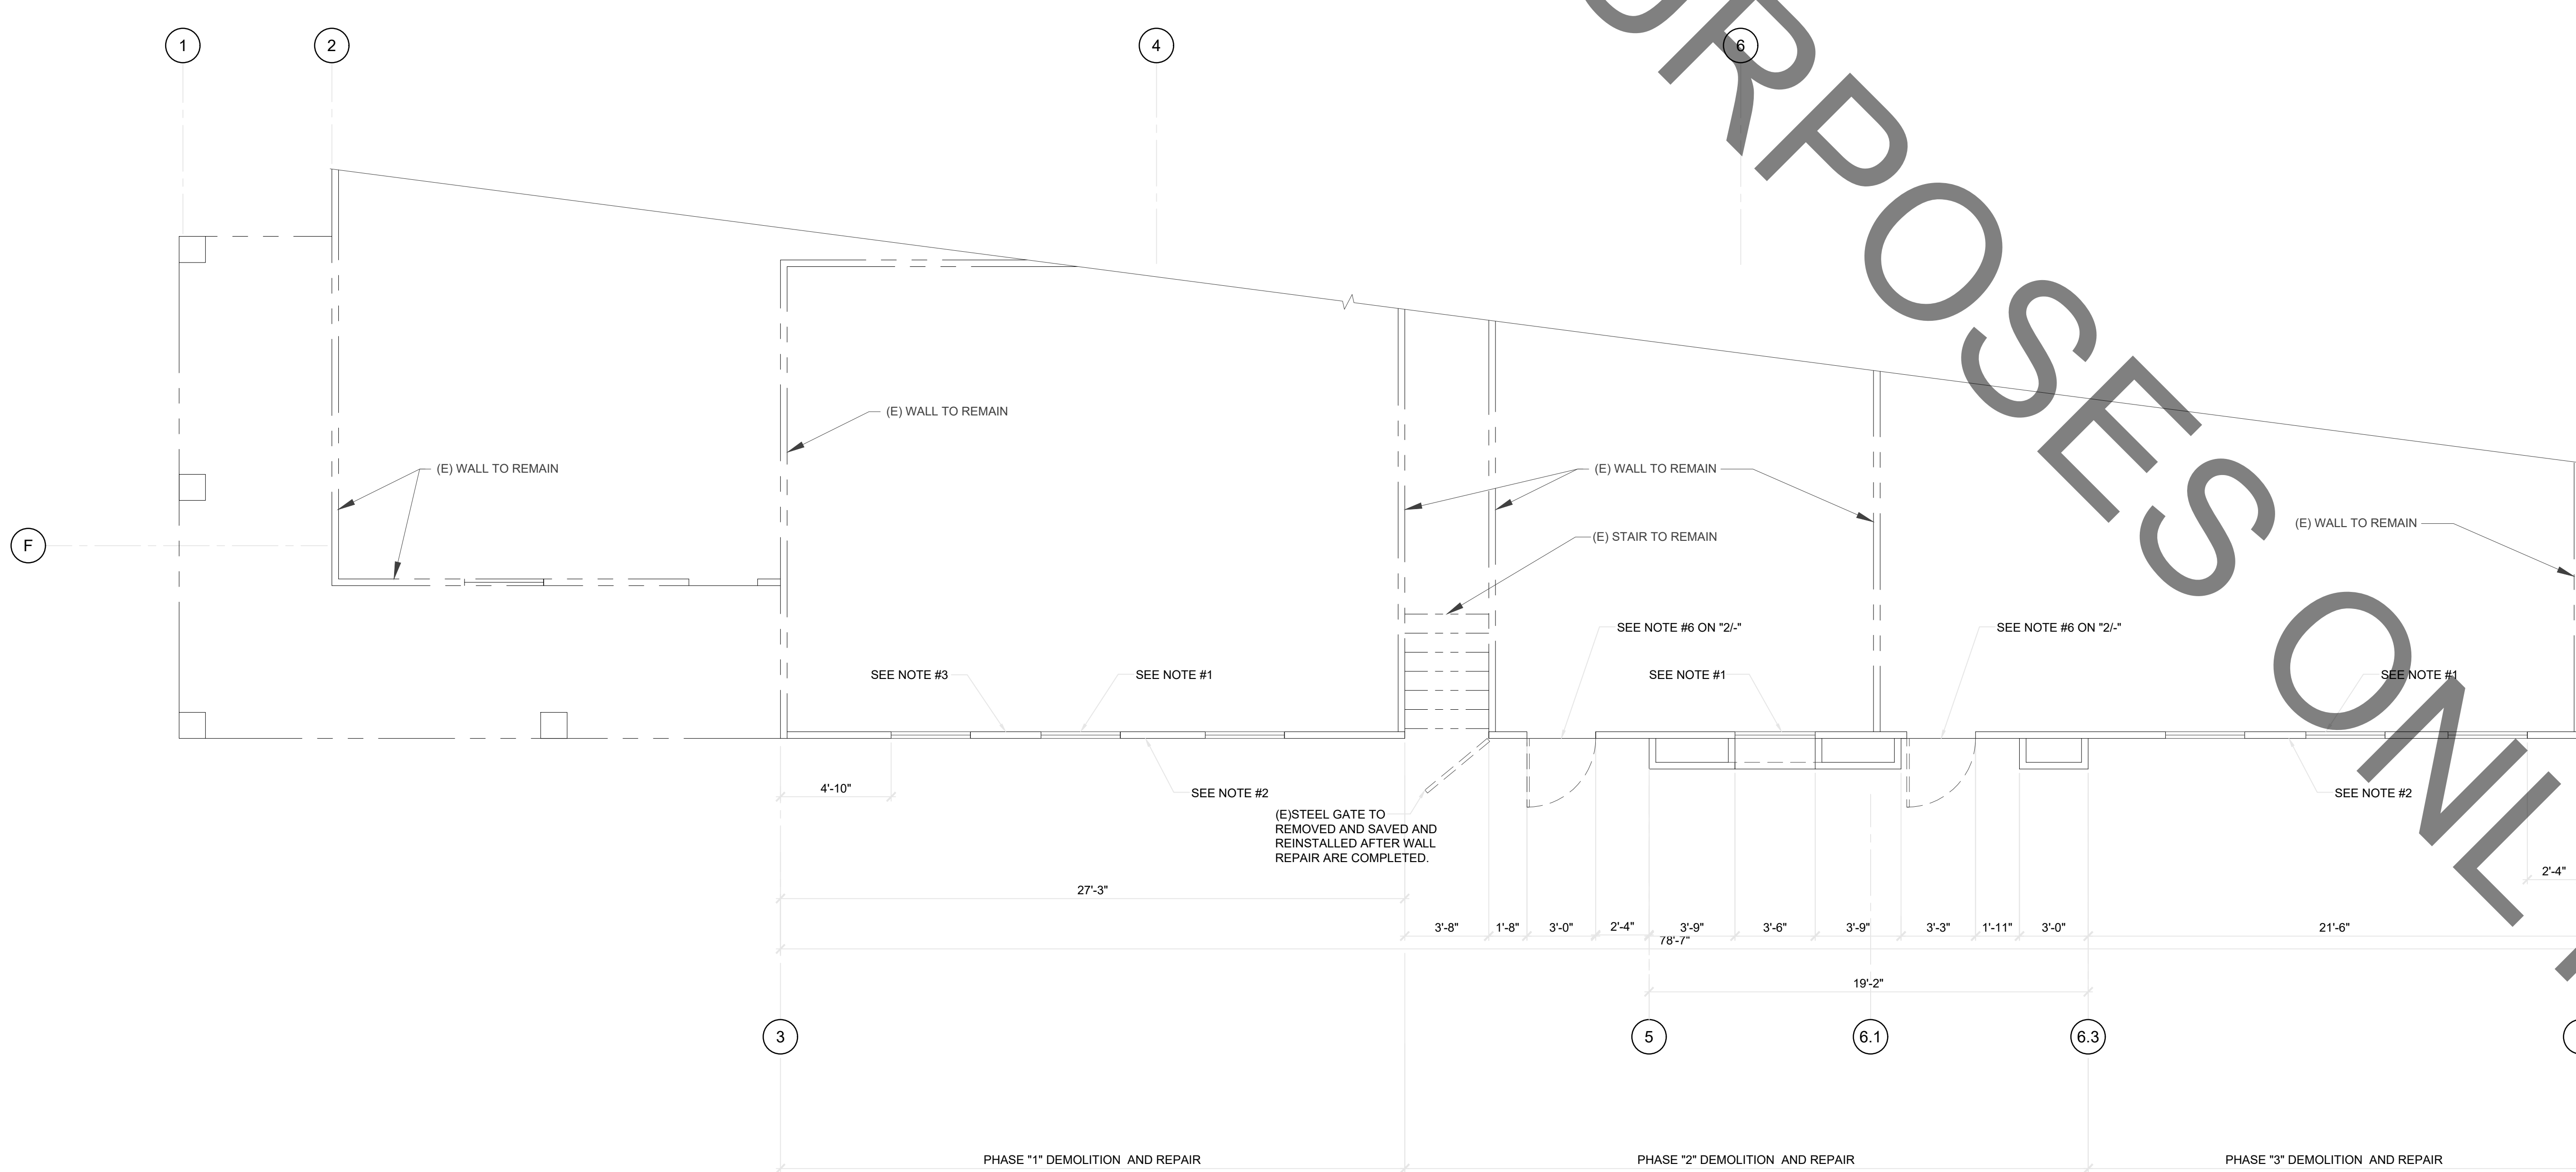 1
2
4
6
URPOSES ONL
(E) WALL TO REMAIN
(E) WALL TO REMAIN
(E) WALL TO REMAIN
(E) WALL TO REMAIN
(E) STAIR TO REMAIN
F
SEE NOTE #6 ON "2/-"
SEE NOTE #6 ON "2/-"
SEE NOTE #3
SEE NOTE #1
SEE NOTE #1
SEE NOTE #1
4'-10"
SEE NOTE #2
SEE NOTE #2
(E)STEEL GATE TO
REMOVED AND SAVED AND
REINSTALLED AFTER WALL
REPAIR ARE COMPLETED.
2'-4"
27'-3"
3'-8"
1'-8"
3'-0"
2'-4"
3'-9"
3'-6"
3'-9"
3'-3"
1'-11"
3'-0"
21'-6"
78'-7"
19'-2"
3
5
6.1
6.3
PHASE "1" DEMOLITION AND REPAIR
PHASE "2" DEMOLITION AND REPAIR
PHASE "3" DEMOLITION AND REPAIR